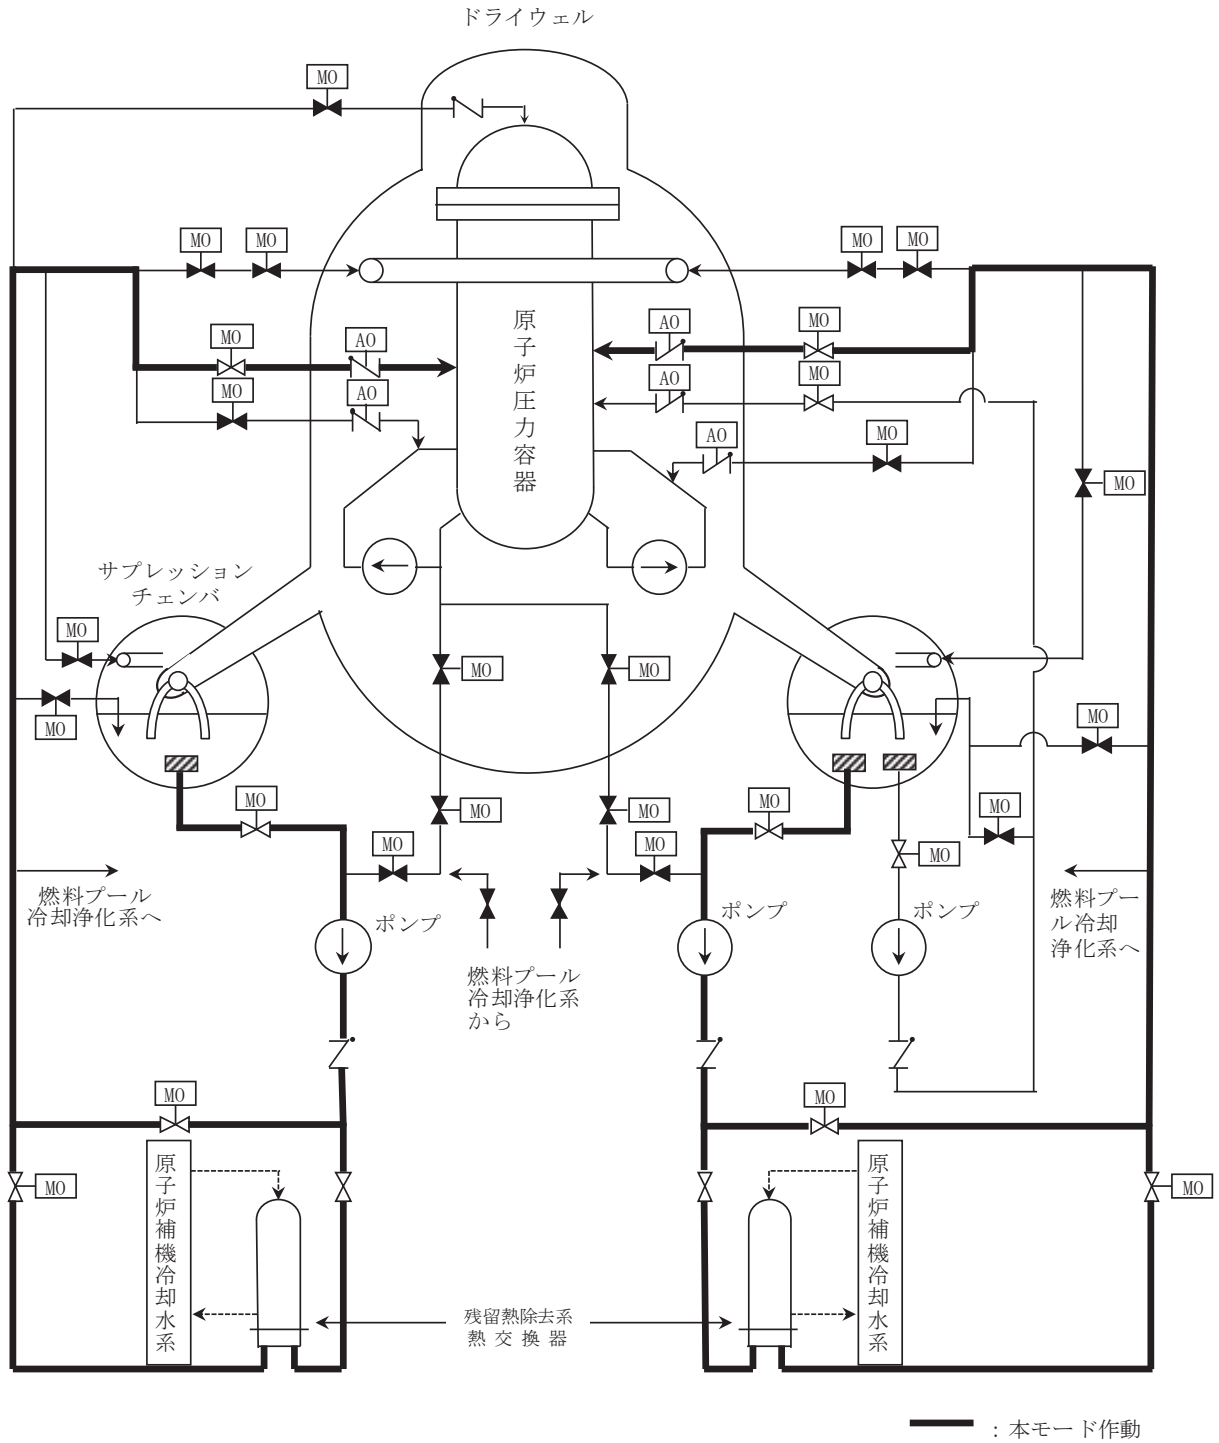 ドライウェル
MO
MO
MO
MO
MO
MO
AO
MO
AO
AO
MO
AO
MO
AO
MO
MO
原子炉圧力容器
サプレッション
チェンバ
MO
MO
MO
MO
MO
MO
MO
MO
MO
MO
MO
MO
MO
MO
燃料プール
冷却浄化系へ
ポンプ
ポンプ
ポンプ
燃料プー
ル冷却
浄化系へ
燃料プール
冷却浄化系
から
MO
MO
MO
MO
原子炉補機冷却水系
原子炉補機冷却水系
残留熱除去系
熱交換器
：本モード作動